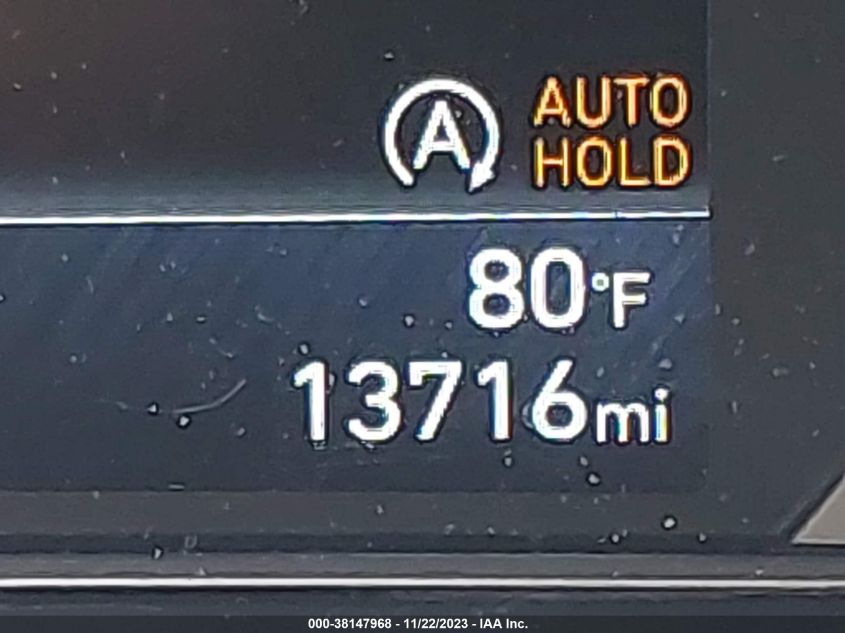 A AUTO
HOLD
80°F
13716mi
000-38147968 - 11/22/2023 - IAA Inc.